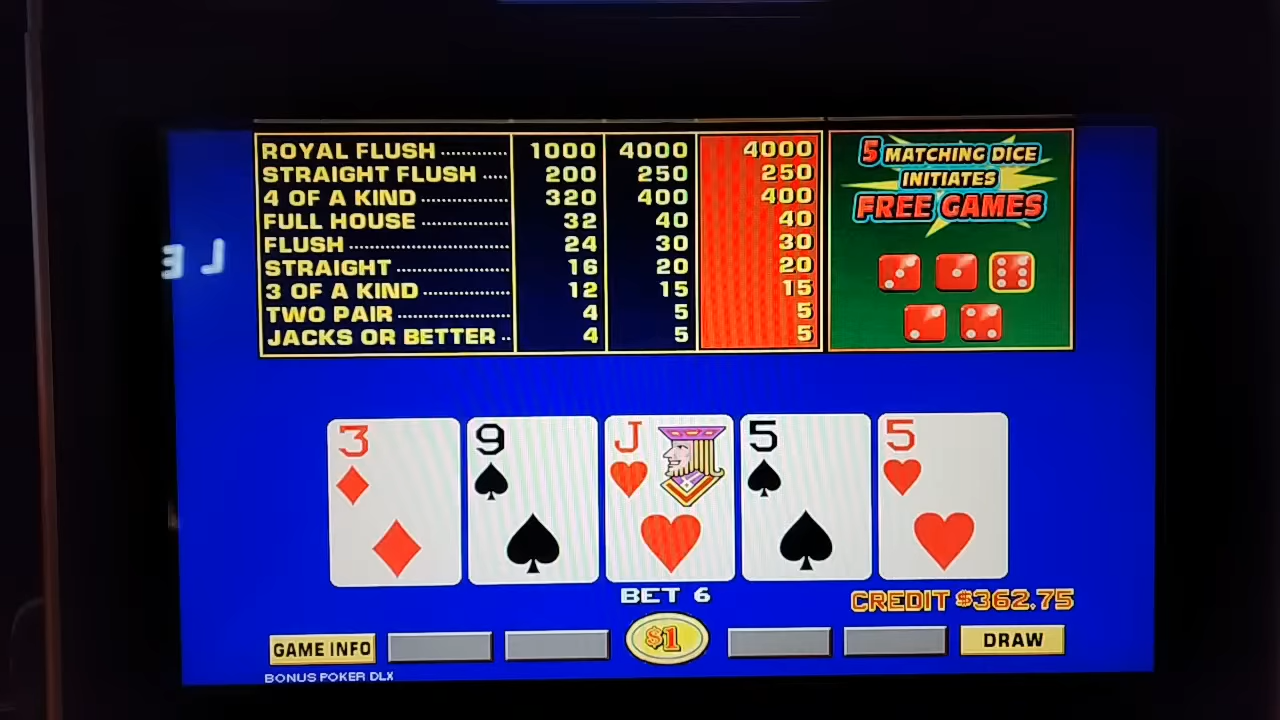 ROYAL FLUSH 1000 4000 4000
STRAIGHT FLUSH 200 250 250
4 OF A KIND 320 400 400
FULL HOUSE 32 40 40
FLUSH 24 30 30
STRAIGHT 16 20 20
3 OF A KIND 12 15 15
TWO PAIR 4 5 5
JACKS OR BETTER 4 5 5
5 MATCHING DICE
INITIATES
FREE GAMES
3 9 J 5 5
BET 6
CREDIT $362.75
GAME INFO $1 DRAW
BONUS POKER DLX